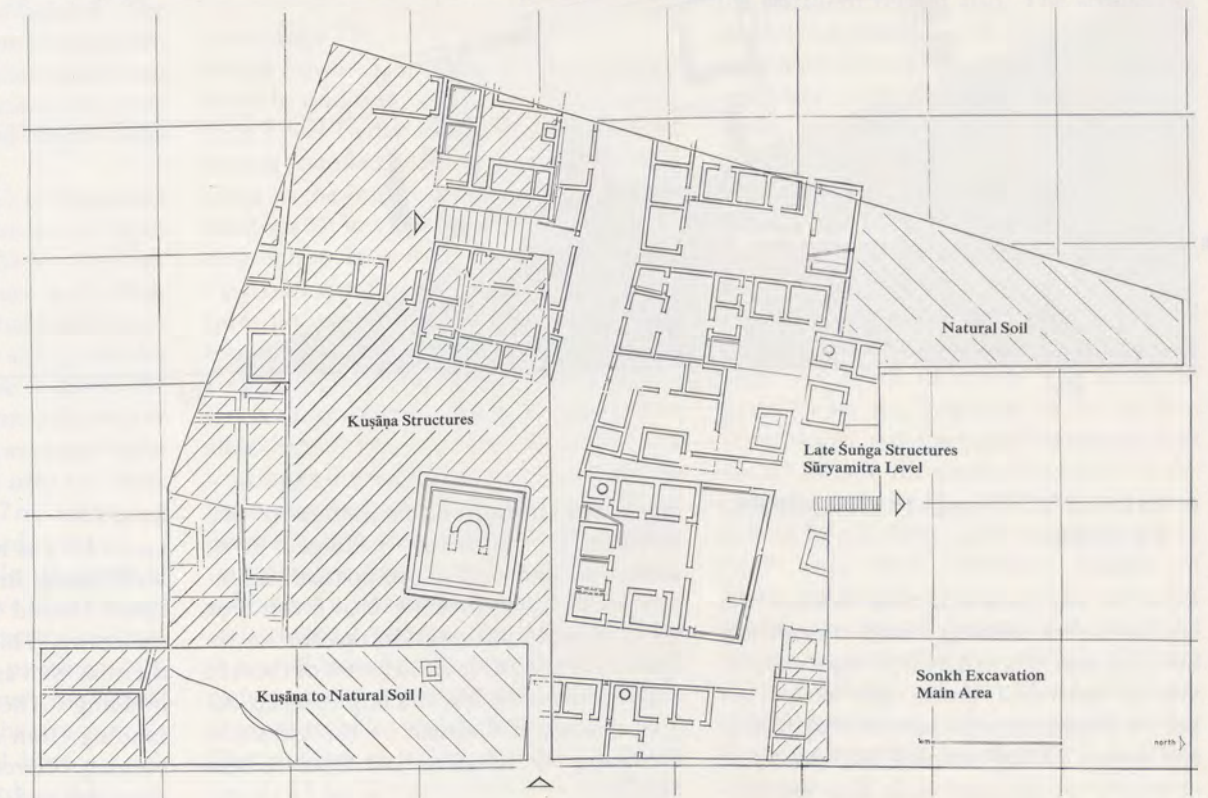 Natural Soil
Kuṣāṇa Structures
Late Śuṅga Structures
Sūryamitra Level
Kuṣāṇa to Natural Soil
Sonkh Excavation
Main Area
north